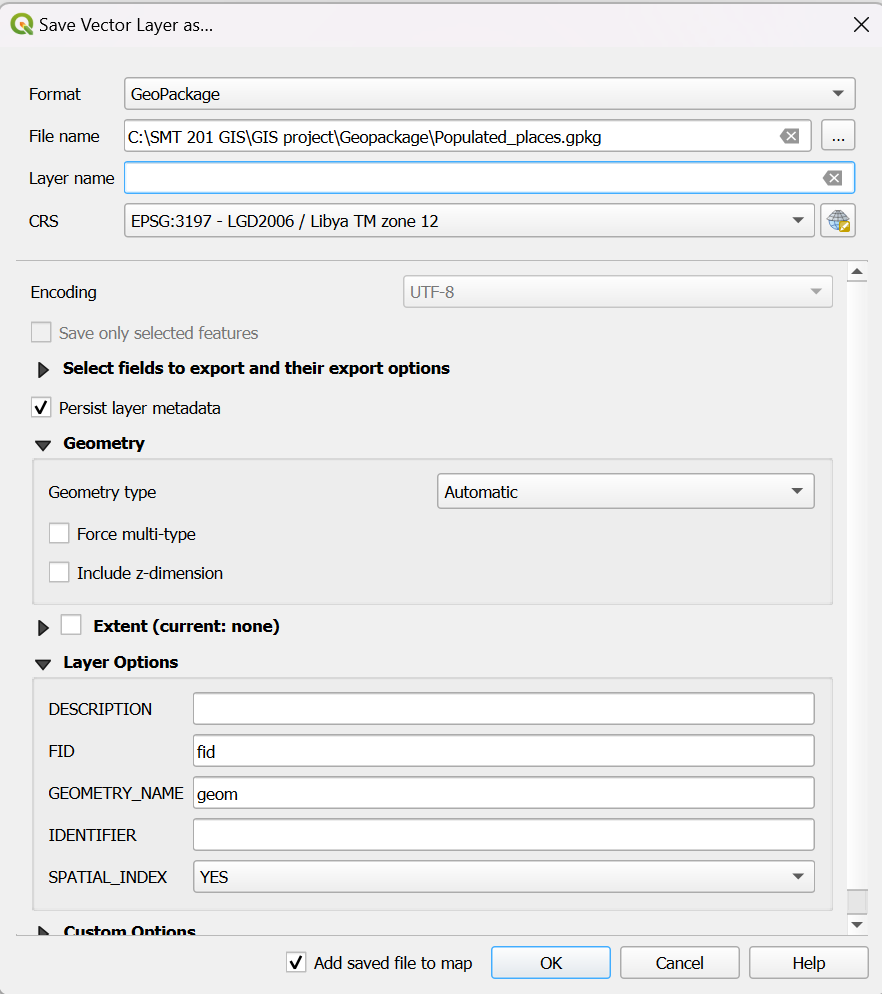 Save Vector Layer as...
Format GeoPackage
File name C:\SMT 201 GIS\GIS project\Geopackage\Populated_places.gpkg ...
Layer name
CRS EPSG:3197 - LGD2006 / Libya TM zone 12
Encoding UTF-8
Save only selected features
Select fields to export and their export options
Persist layer metadata
Geometry
Geometry type Automatic
Force multi-type
Include z-dimension
Extent (current: none)
Layer Options
DESCRIPTION
FID fid
GEOMETRY_NAME geom
IDENTIFIER
SPATIAL_INDEX YES
Custom Options
Add saved file to map OK Cancel Help